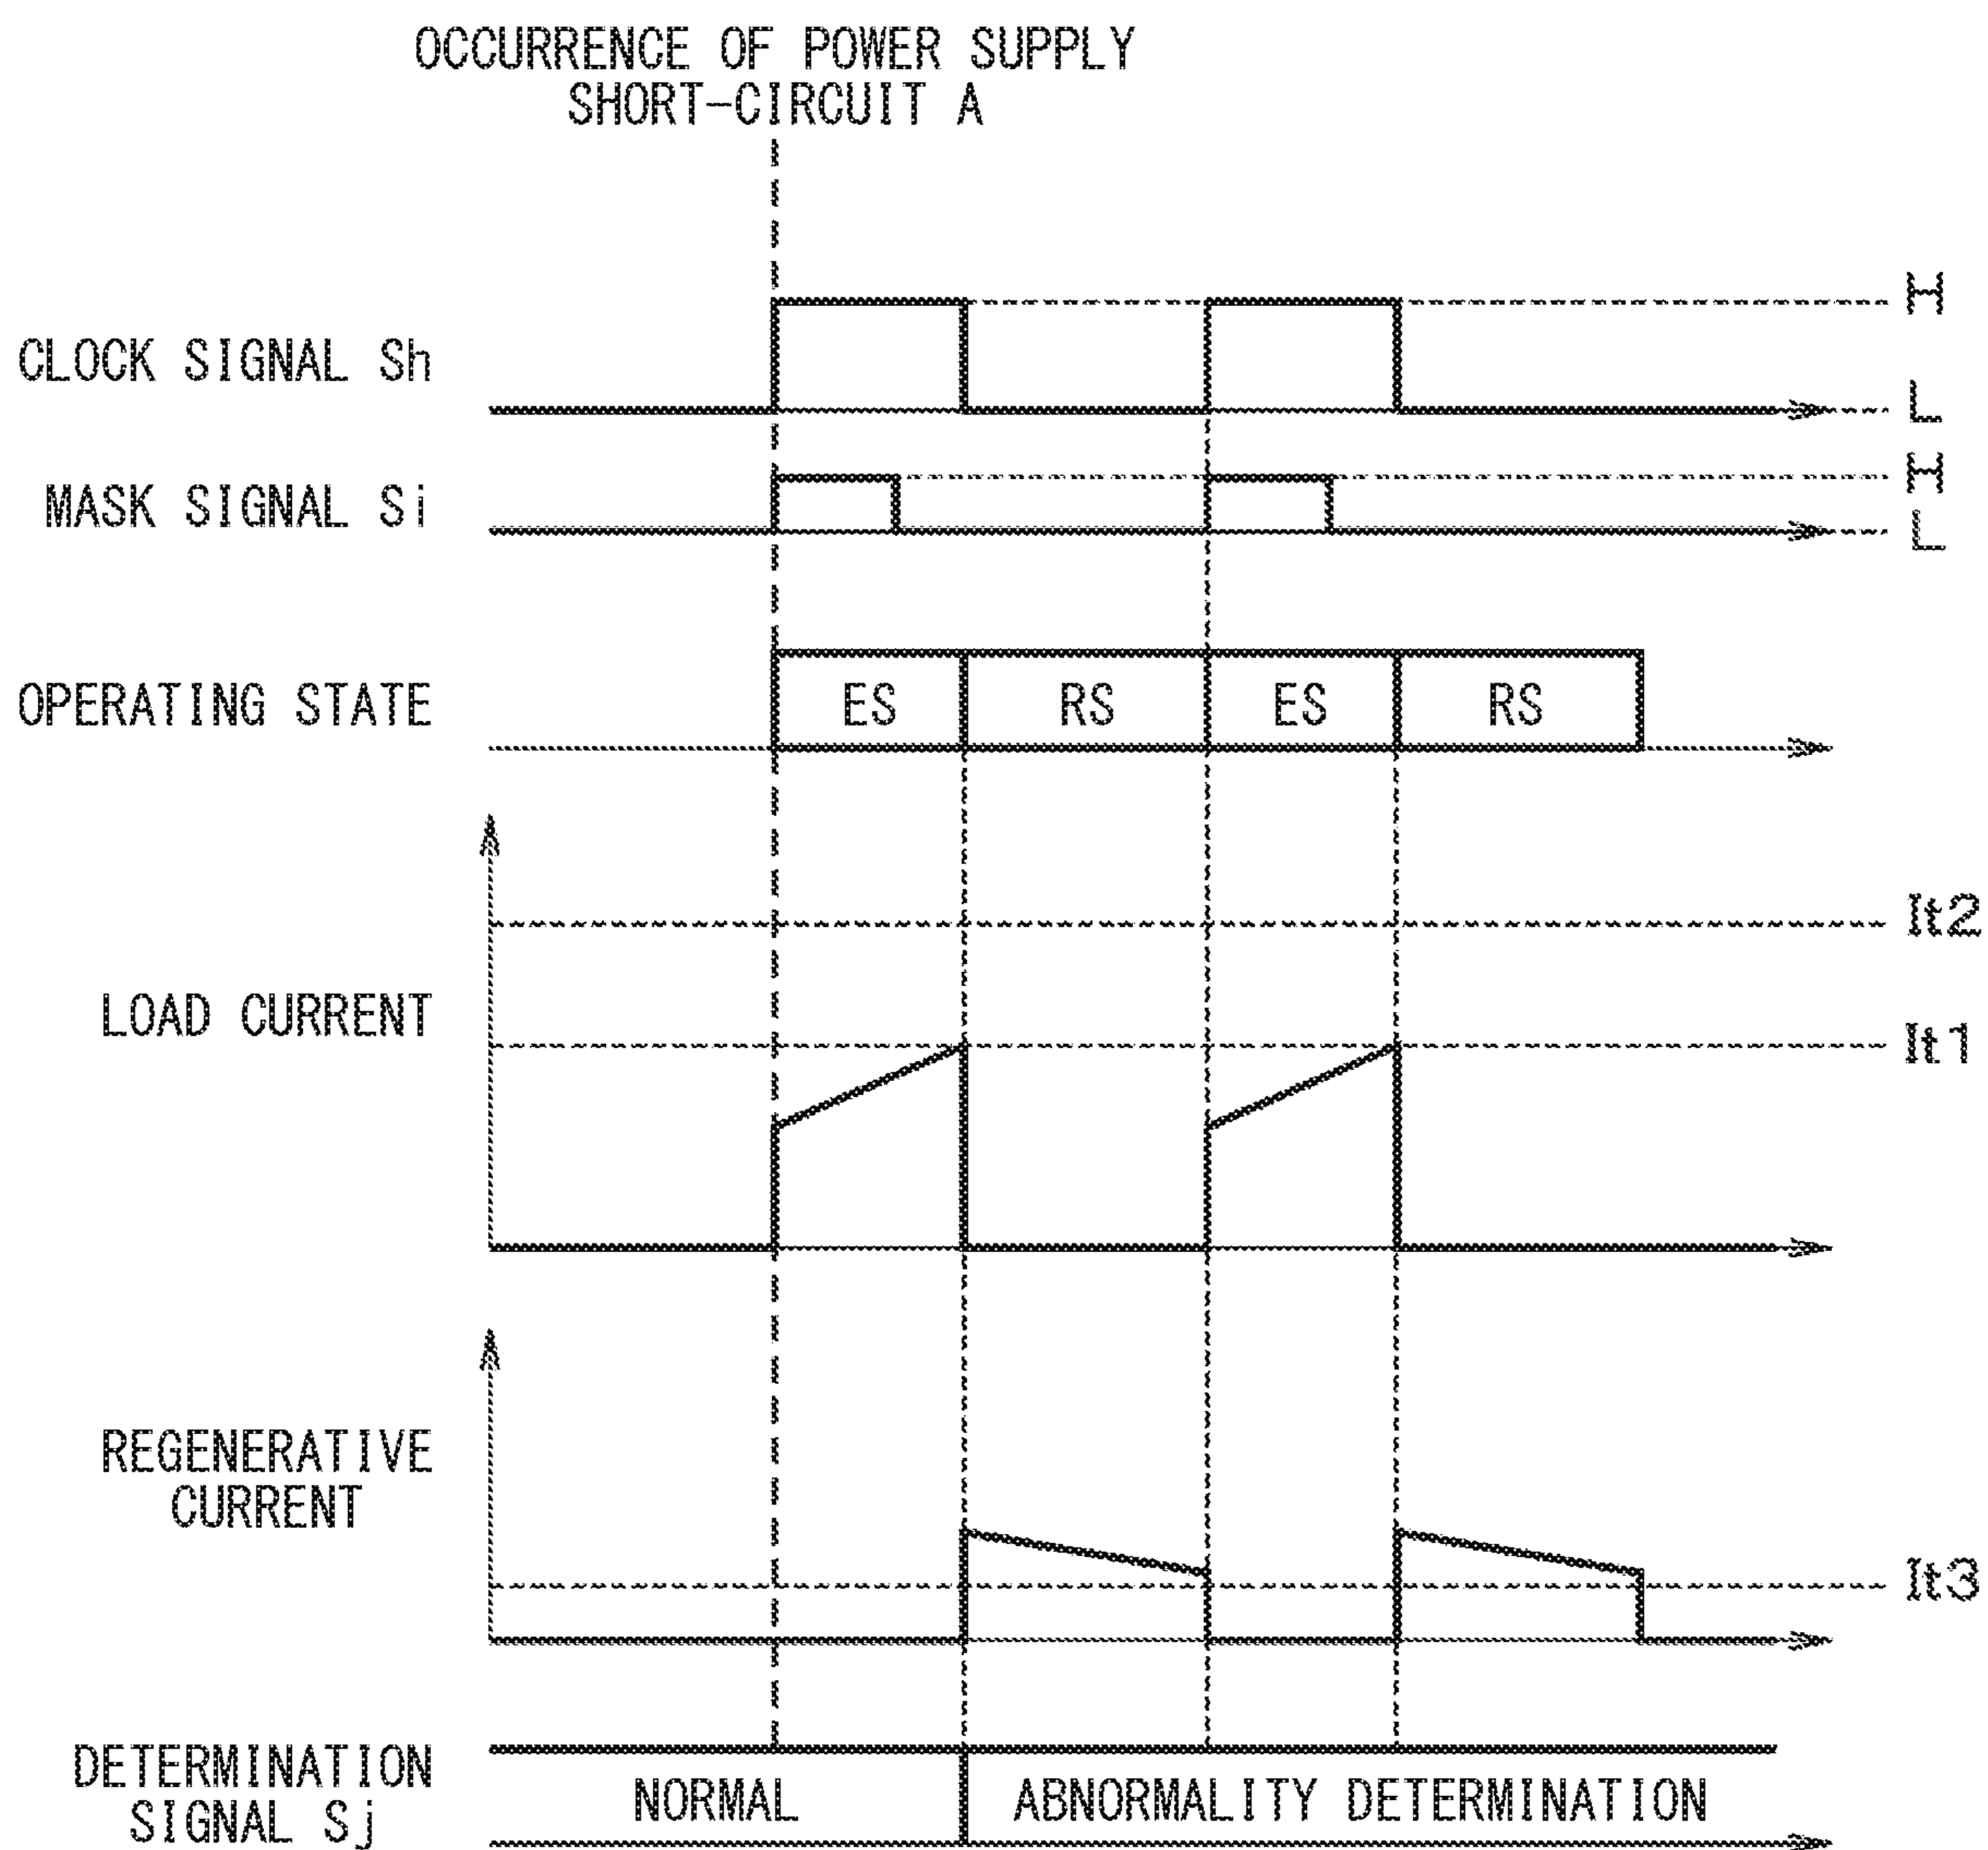 OCCURRENCE OF POWER SUPPLY
SHORT-CIRCUIT A
CLOCK SIGNAL Sh
H
L
MASK SIGNAL Si
H
L
OPERATING STATE
ES RS ES RS
It2
LOAD CURRENT
It1
REGENERATIVE
CURRENT
It3
DETERMINATION
SIGNAL Sj
NORMAL
ABNORMALITY DETERMINATION